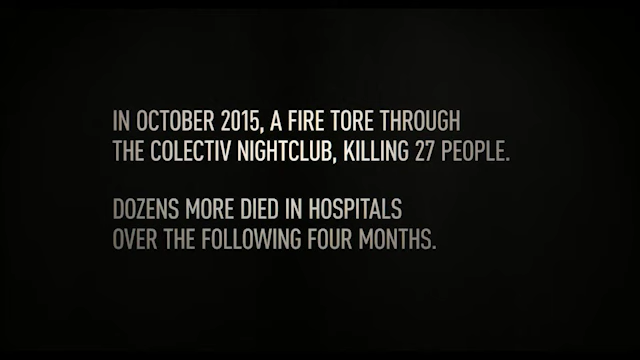 IN OCTOBER 2015, A FIRE TORE THROUGH
THE COLECTIV NIGHTCLUB, KILLING 27 PEOPLE.
DOZENS MORE DIED IN HOSPITALS
OVER THE FOLLOWING FOUR MONTHS.